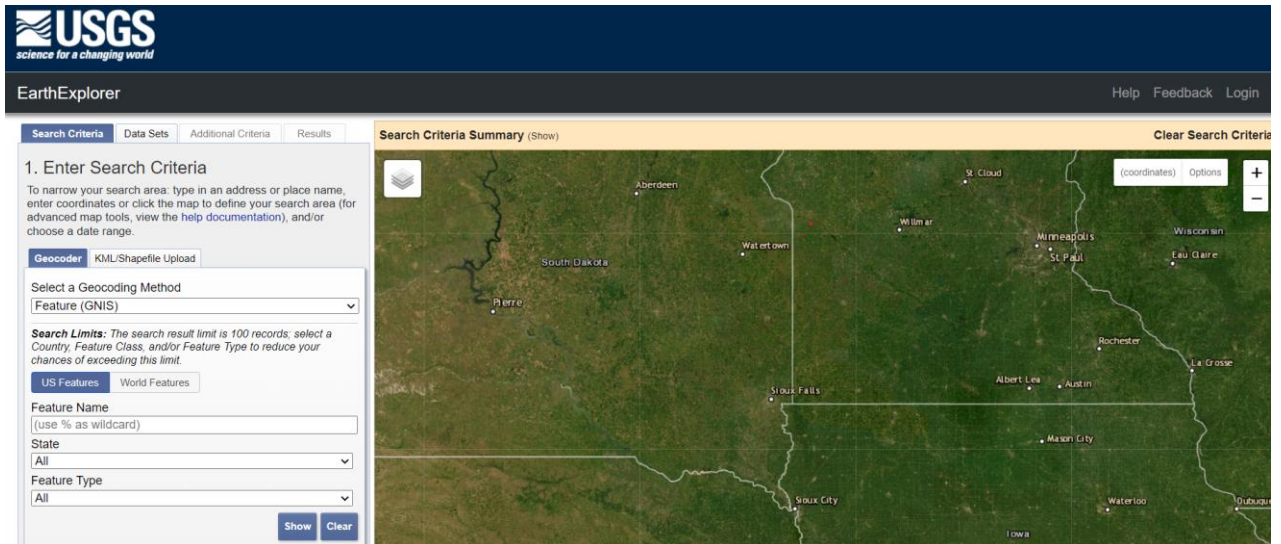 USGS
science for a changing world
EarthExplorer
Help Feedback Login
Search Criteria Data Sets Additional Criteria Results
1. Enter Search Criteria
To narrow your search area: type in an address or place name,
enter coordinates or click the map to define your search area (for
advanced map tools, view the help documentation), and/or
choose a date range.
Geocoder KML/Shapefile Upload
Select a Geocoding Method
Feature (GNIS)
Search Limits: The search result limit is 100 records; select a
Country, Feature Class, and/or Feature Type to reduce your
chances of exceeding this limit.
US Features World Features
Feature Name
(use % as wildcard)
State
All
Feature Type
All
Show Clear
Search Criteria Summary (Show)
Clear Search Criteria
(coordinates) Options
+
−
Aberdeen
St. Cloud
Willmar
Minneapolis
Wisconsin
Watertown
St Paul
Eau Claire
South Dakota
Pierre
Rochester
La Crosse
Albert Lea
Austin
Sioux Falls
Mason City
Sioux City
Waterloo
Dubuque
Iowa